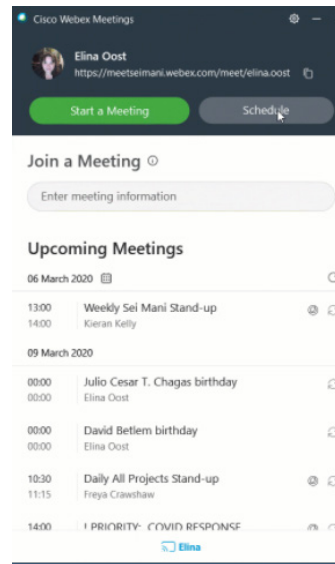 Cisco Webex Meetings
Elina Oost
https://meetseimani.webex.com/meet/elina.oost
Start a Meeting
Schedule
Join a Meeting
Enter meeting information
Upcoming Meetings
06 March 2020
13:00 Weekly Sei Mani Stand-up
14:00 Kieran Kelly
09 March 2020
00:00 Julio Cesar T. Chagas birthday
00:00 Elina Oost
00:00 David Betlem birthday
00:00 Elina Oost
10:30 Daily All Projects Stand-up
11:15 Freya Crawshaw
14:00 ! PRIORITY: COVID RESPONSE
Elina